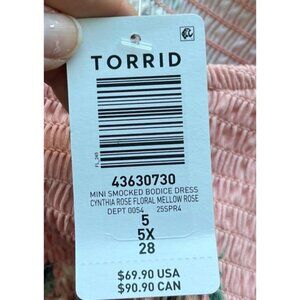 TORRID
FL_245
43630730
MINI SMOCKED BODICE DRESS
CYNTHIA ROSE FLORAL MELLOW ROSE
DEPT 0054 25SPR4
5
5X
28
$69.90 USA
$90.90 CAN